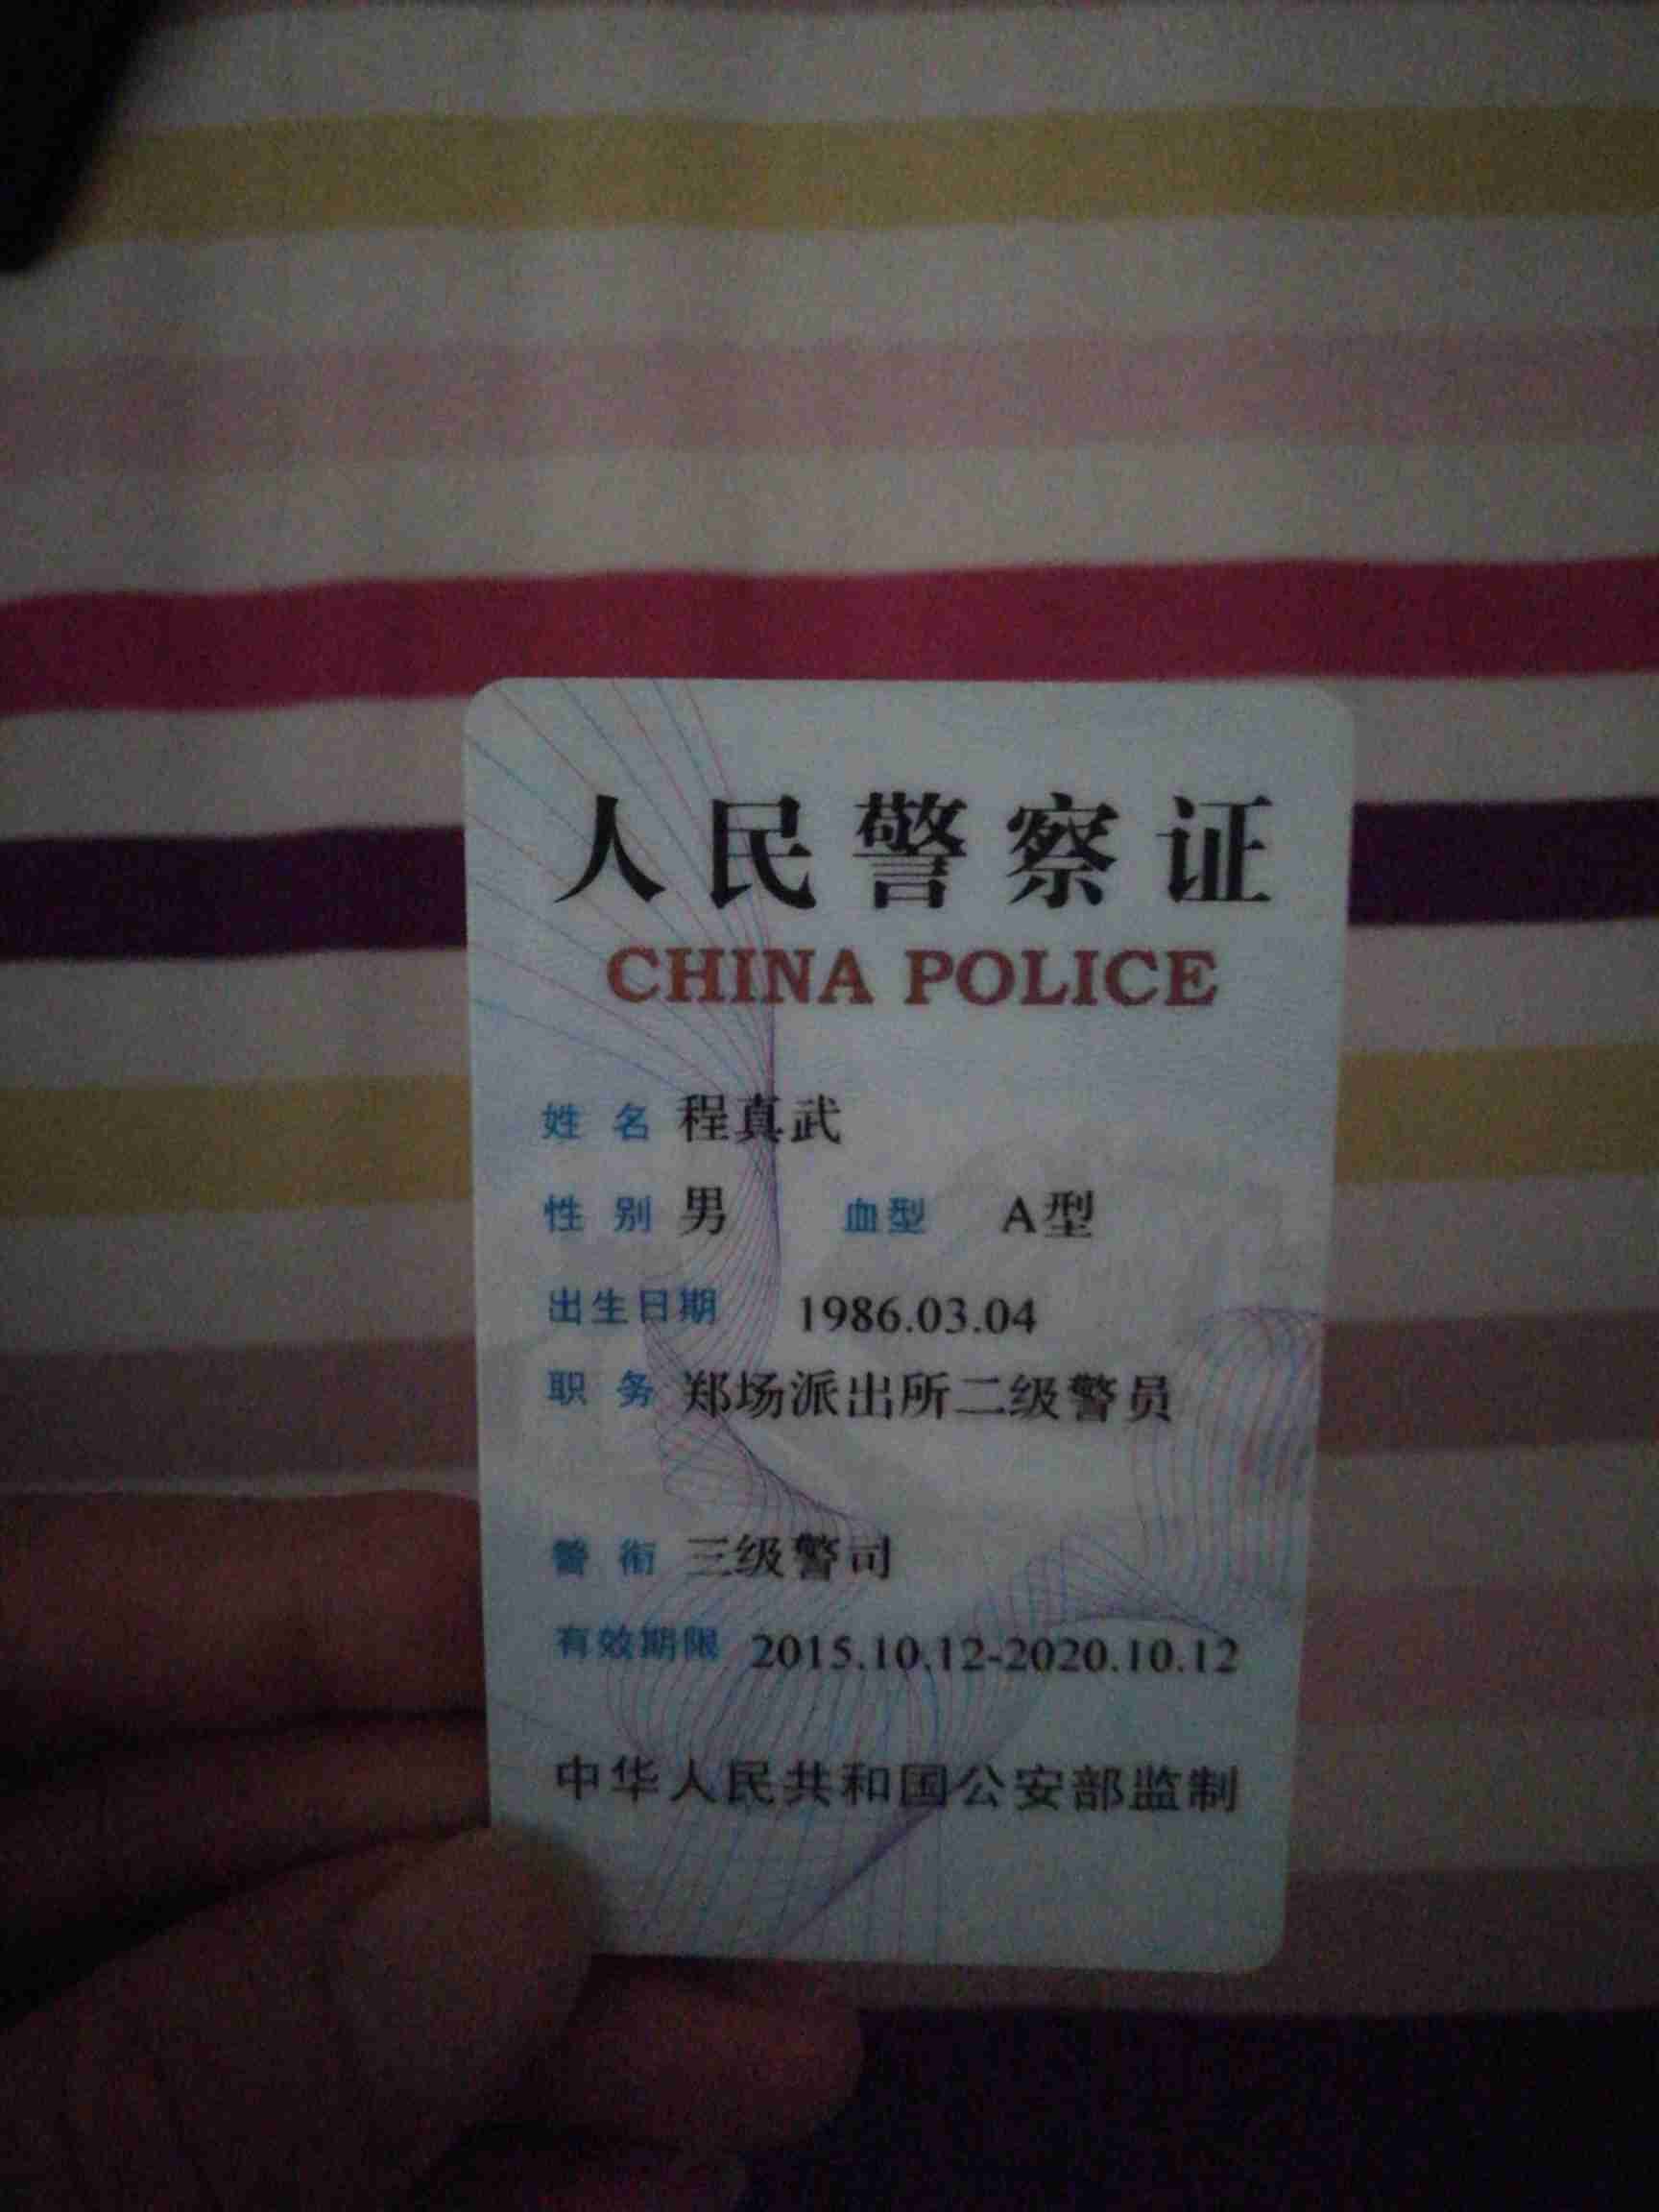 人民警察证
CHINA POLICE
姓名 程真武
性别 男 血型 A型
出生日期 1986.03.04
职务 郑场派出所二级警员
警衔 三级警司
有效期限 2015.10.12-2020.10.12
中华人民共和国公安部监制